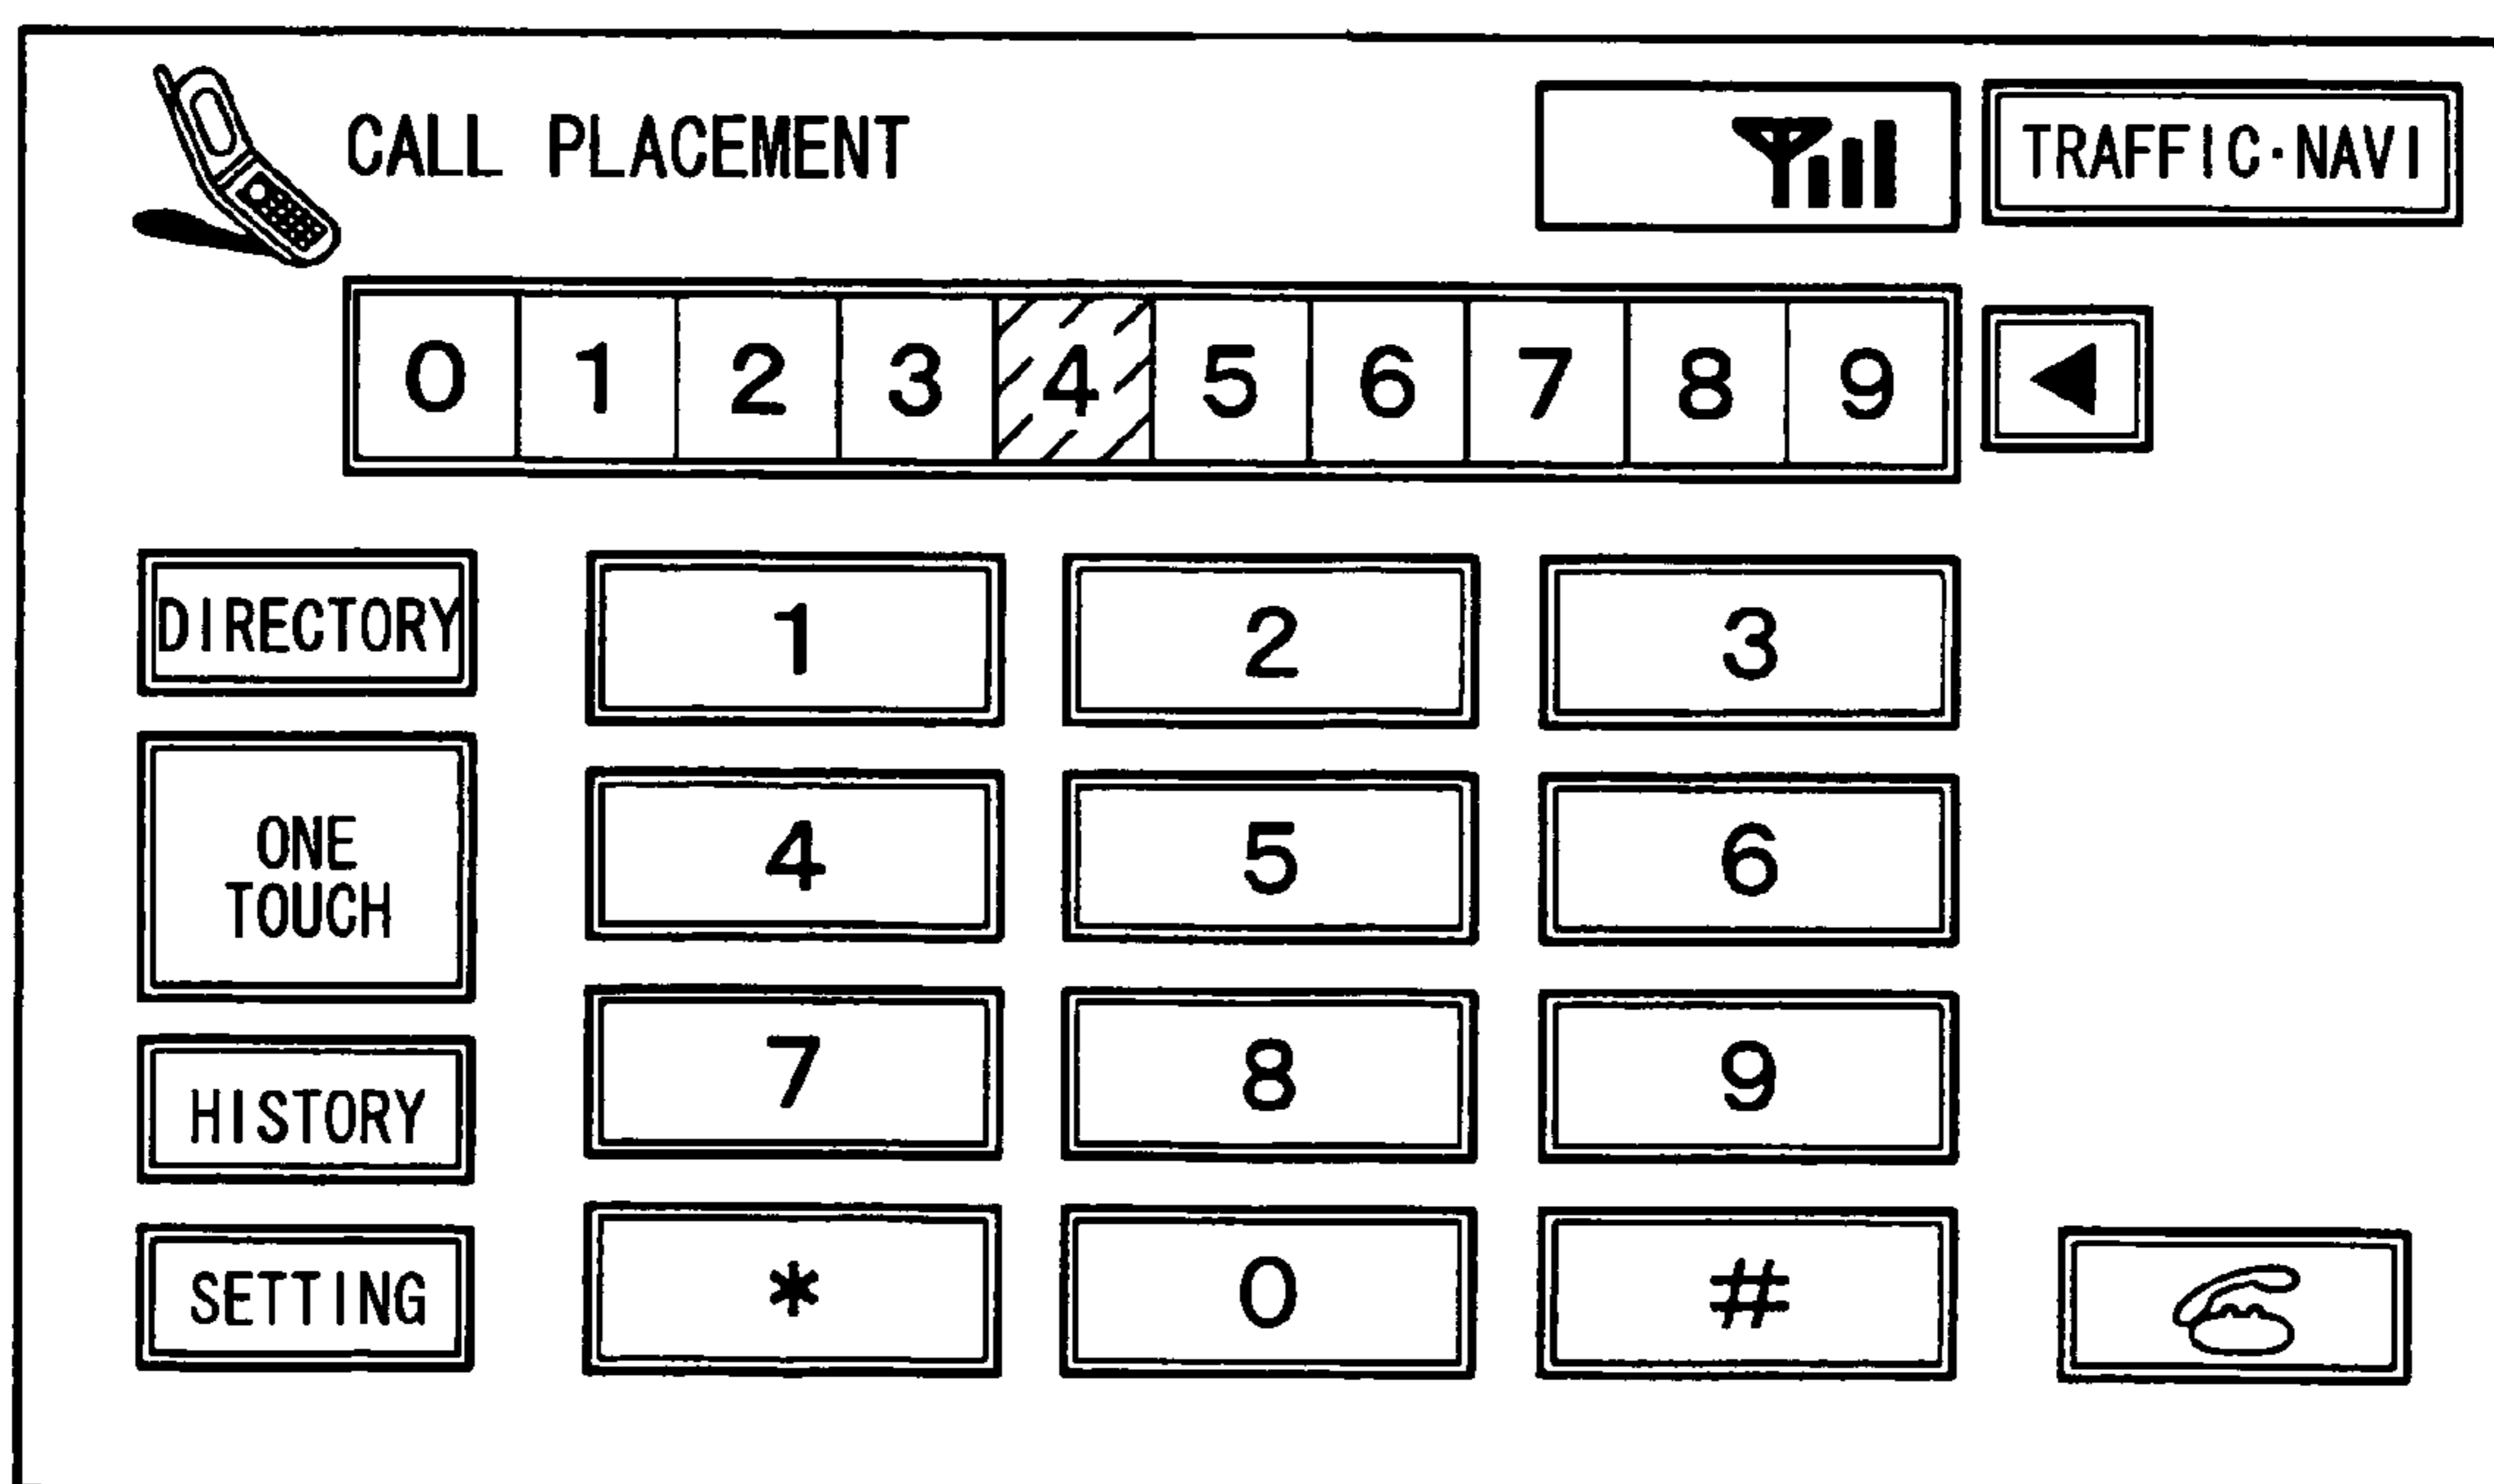 CALL PLACEMENT
TRAFFIC・NAVI
0 1 2 3 4 5 6 7 8 9
DIRECTORY
1 2 3
ONE
TOUCH
4 5 6
HISTORY
7 8 9
SETTING
* 0 #